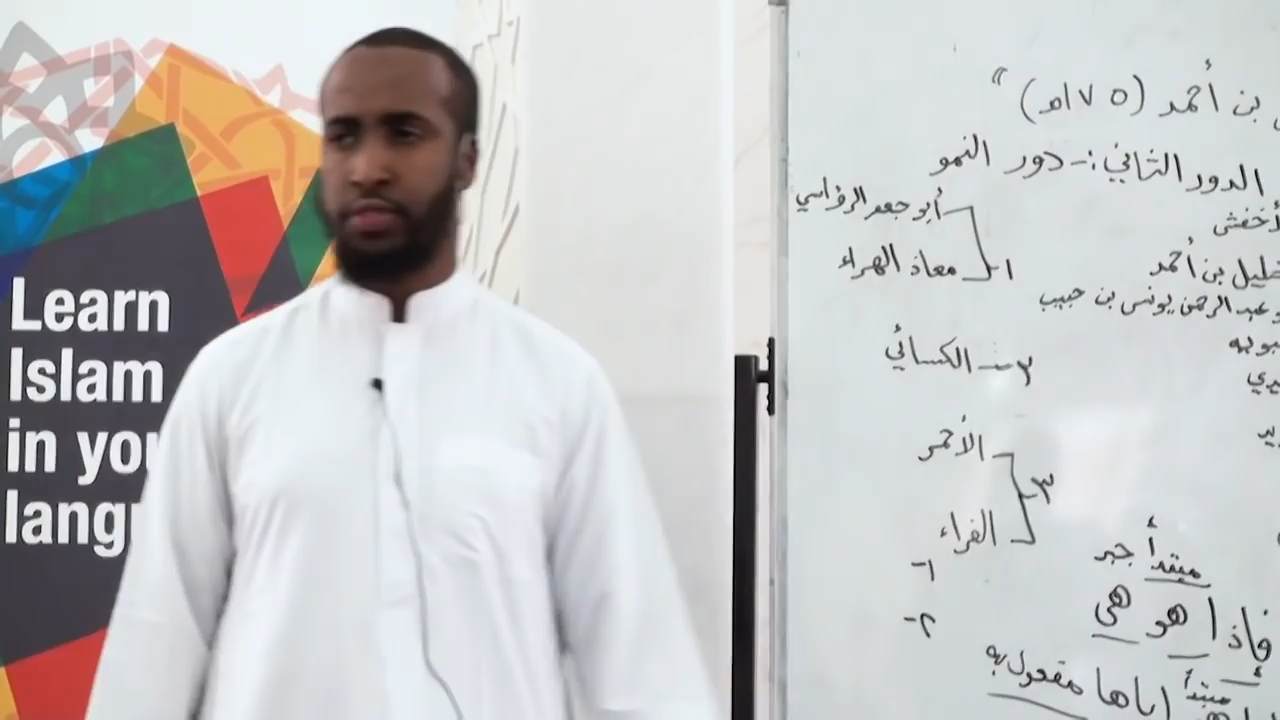 Learn
Islam
in you
langu
بن أحمد (١٧٥هـ) "
الدور الثاني :- دور النمو
أبو جعفر الرؤاسي
١- معاذ الهراء
خليل بن أحمد
عبد الرحمن يونس بن حبيب
٢- الكسائي
الأحمر
٣-
الفراء
١-
٢-
مبتدأ خبر
فإذا هو هي
مبتدأ
إياها مفعول به